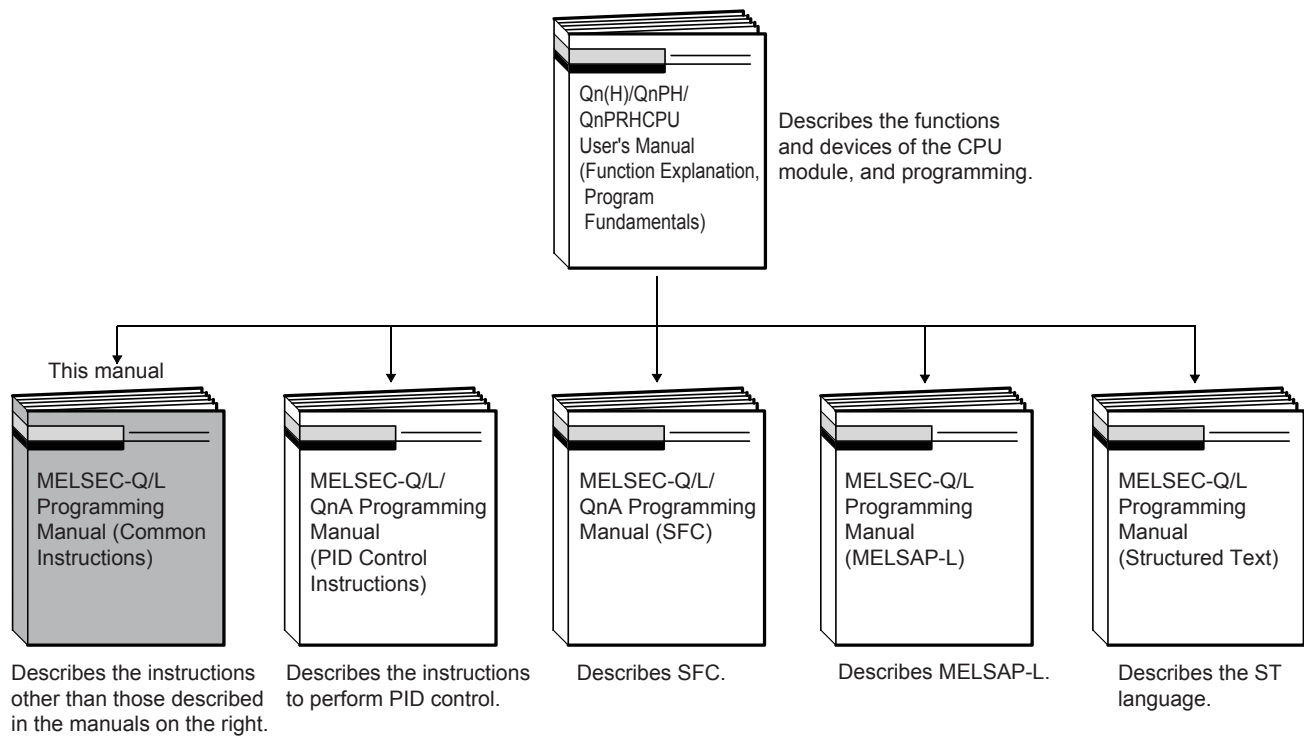 Qn(H)/QnPH/
QnPRHCPU
User's Manual
(Function Explanation,
Program
Fundamentals)
Describes the functions
and devices of the CPU
module, and programming.
This manual
MELSEC-Q/L
Programming
Manual (Common
Instructions)
MELSEC-Q/L/
QnA Programming
Manual
(PID Control
Instructions)
MELSEC-Q/L/
QnA Programming
Manual (SFC)
MELSEC-Q/L
Programming
Manual
(MELSAP-L)
MELSEC-Q/L
Programming
Manual
(Structured Text)
Describes the instructions
other than those described
in the manuals on the right.
Describes the instructions
to perform PID control.
Describes SFC.
Describes MELSAP-L.
Describes the ST
language.